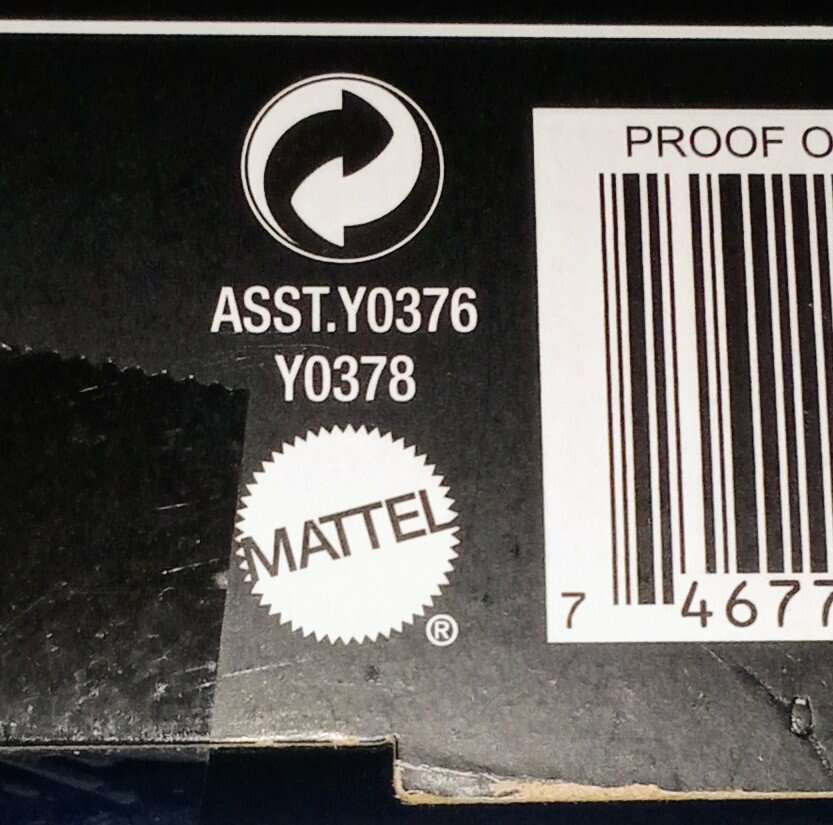 PROOF O
ASST.Y0376
Y0378
MATTEL
®
7 4677